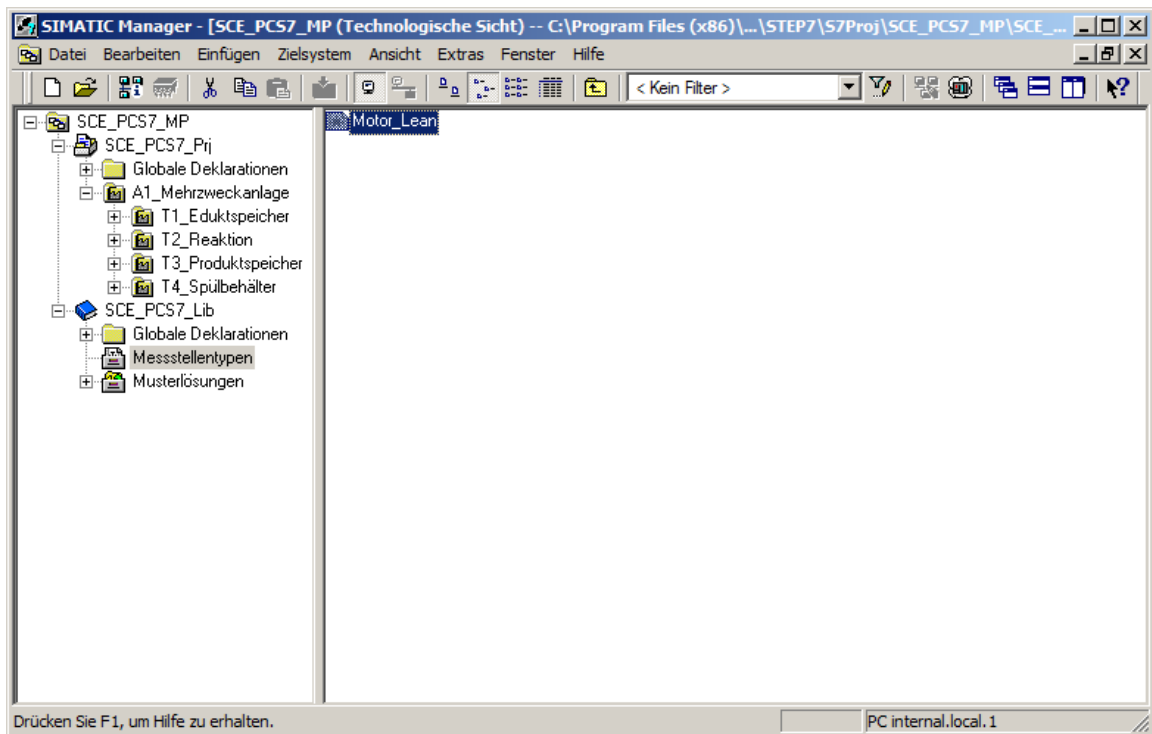 SIMATIC Manager - [SCE_PCS7_MP (Technologische Sicht) -- C:\Program Files (x86)\...\STEP7\S7Proj\SCE_PCS7_MP\SCE_...
Datei Bearbeiten Einfügen Zielsystem Ansicht Extras Fenster Hilfe
< Kein Filter >
SCE_PCS7_MP
SCE_PCS7_Prj
Globale Deklarationen
A1_Mehrzweckanlage
T1_Eduktspeicher
T2_Reaktion
T3_Produktspeicher
T4_Spülbehälter
SCE_PCS7_Lib
Globale Deklarationen
Messstellentypen
Musterlösungen
Motor_Lean
Drücken Sie F1, um Hilfe zu erhalten.
PC internal.local.1